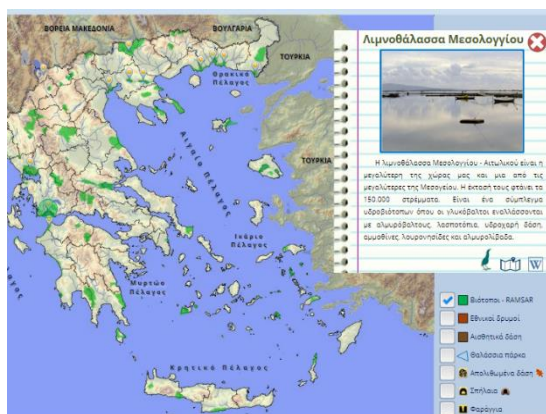 ΒΟΡΕΙΑ ΜΑΚΕΔΟΝΙΑ
ΒΟΥΛΓΑΡΙΑ
ΤΟΥΡΚΙΑ
Θρακικό
Πέλαγος
Αιγαίο Πέλαγος
ΤΟΥΡΚΙΑ
Ικάριο
Πέλαγος
Μυρτώο
Πέλαγος
Κρητικό Πέλαγος
Λιμνοθάλασσα Μεσολογγίου
Η λιμνοθάλασσα Μεσολογγίου - Αιτωλικού είναι η
μεγαλύτερη της χώρας μας και μια από τις
μεγαλύτερες της Μεσογείου. Η έκτασή τους φτάνει τα
150.000 στρέμματα. Είναι ένα σύμπλεγμα
υδροβιότοπων όπου οι γλυκόβαλτοι εναλλάσσονται
με αλμυρόβαλτους, λασποτόπια, υδροχαρή δάση,
αμμοθίνες, λουρονησίδες και αλμυρολίβαδα.
W
Βιότοποι - RAMSAR
Εθνικοί δρυμοί
Αισθητικά δάση
Θαλάσσια πάρκα
Απολιθωμένα δάση
Σπήλαια
Φαράγγια